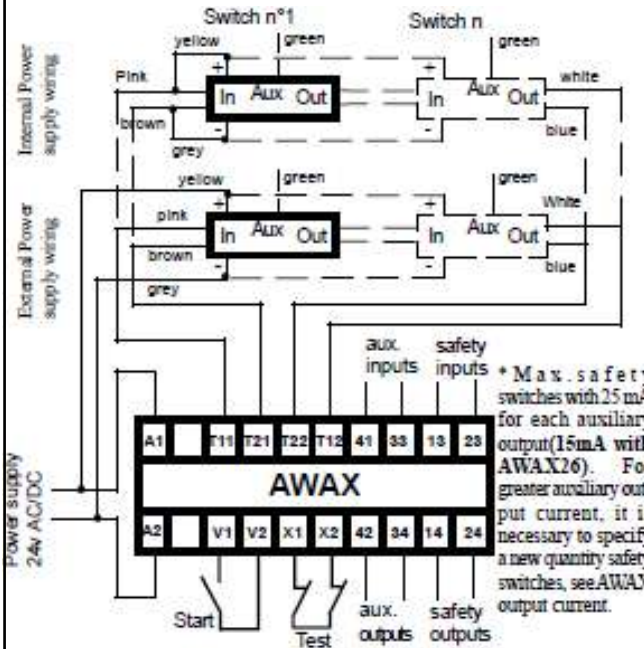 Switch n°1 Switch n
yellow green green
Pink + + white
In Aux Out In Aux Out
brown - - blue
grey
Internal Power
supply wiring
yellow green green
pink + + White
In Aux Out In Aux Out
brown - - blue
grey
External Power
supply wiring
aux. safety
inputs inputs
A1 T11 T21 T22 T12 41 33 13 23
AWAX
A2 V1 V2 X1 X2 42 34 14 24
Power supply
24v AC/DC
Start Test
aux. safety
outputs outputs
* Max. safety
switches with 25 mA
for each auxiliary
output(15mA with
AWAX26). Fo
greater auxiliary out
put current, it i
necessary to specify
a new quantity safety
switches, see AWAX
output current.